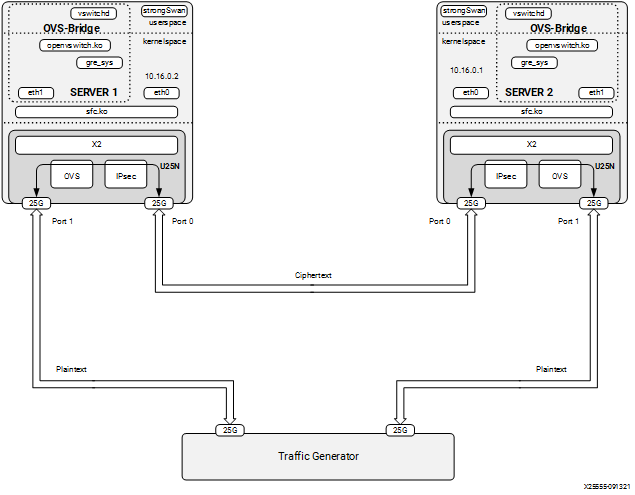 vswitchd
OVS-Bridge
openvswitch.ko
gre_sys
eth1
SERVER 1
strongSwan
userspace
kernelspace
10.16.0.2
eth0
sfc.ko
X2
U25N
OVS
IPsec
25G
25G
Port 1
Port 0
strongSwan
userspace
kernelspace
10.16.0.1
eth0
vswitchd
OVS-Bridge
openvswitch.ko
gre_sys
SERVER 2
eth1
sfc.ko
X2
U25N
IPsec
OVS
25G
25G
Port 0
Port 1
Ciphertext
Plaintext
Plaintext
25G
25G
Traffic Generator
X25555-091321